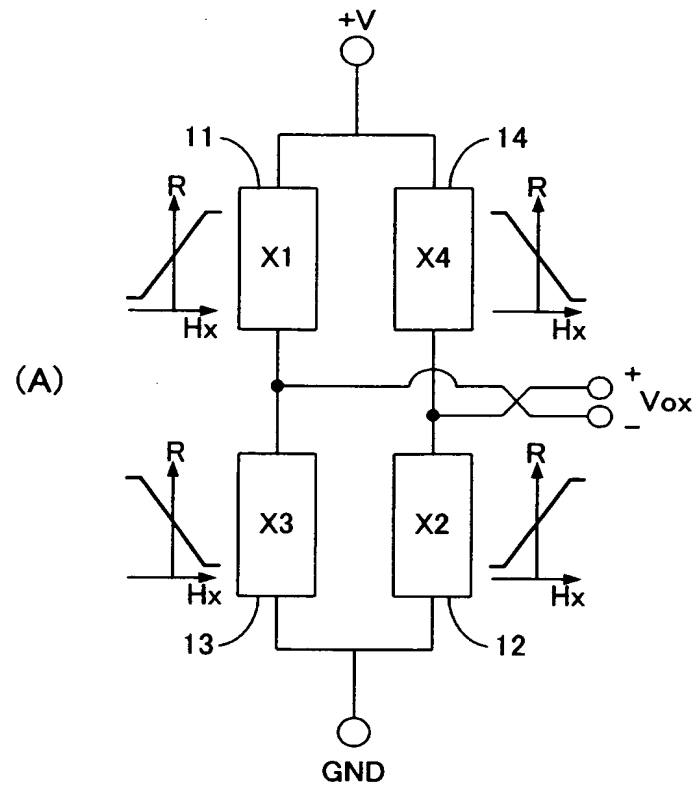 +V
11
14
R
X1
X4
R
Hx
Hx
(A)
+
Vox
−
R
X3
X2
R
Hx
Hx
13
12
GND